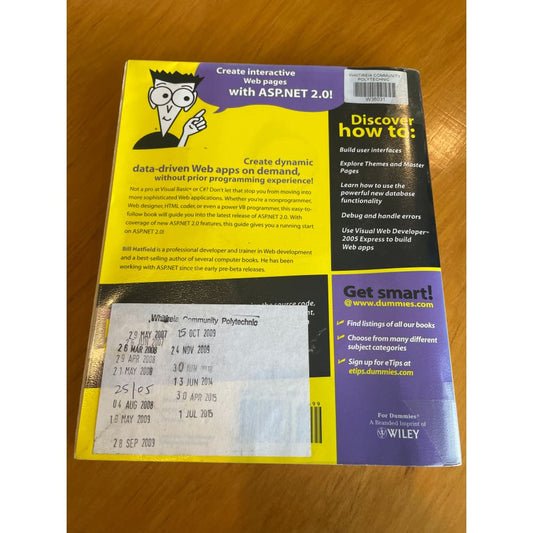 Create interactive
Web pages
with ASP.NET 2.0!
WHITIREIA COMMUNITY
POLYTECHNIC
W36031
Discover
how to:
Build user interfaces
Explore Themes and Master
Pages
Learn how to use the
powerful new database
functionality
Debug and handle errors
Use Visual Web Developer™
2005 Express to build
Web apps
Create dynamic
data-driven Web apps on demand,
without prior programming experience!
Not a pro at Visual Basic® or C#? Don't let that stop you from moving into
more sophisticated Web applications. Whether you're a nonprogrammer,
Web designer, HTML coder, or even a power VB programmer, this easy-to-
follow book will guide you into the latest release of ASP.NET 2.0. With
coverage of new ASP.NET 2.0 features, this guide gives you a running start
on ASP.NET 2.0!
Bill Hatfield is a professional developer and trainer in Web development
and a best-selling author of several computer books. He has been
working with ASP.NET since the early pre-beta releases.
the source code,
Get smart!
@www.dummies.com
Find listings of all our books
Choose from many different
subject categories
Sign up for eTips at
etips.dummies.com
For Dummies®
A Branded Imprint of
WILEY
Whitireia Community Polytechnic
29 MAY 2007
26 MAR 2008
29 APR 2008
21 MAY 2008
25/05
04 AUG 2008
18 MAY 2009
28 SEP 2009
15 OCT 2009
24 NOV 2009
30 JUN
13 JUN 2014
30 APR 2015
1 JUL 2015
99